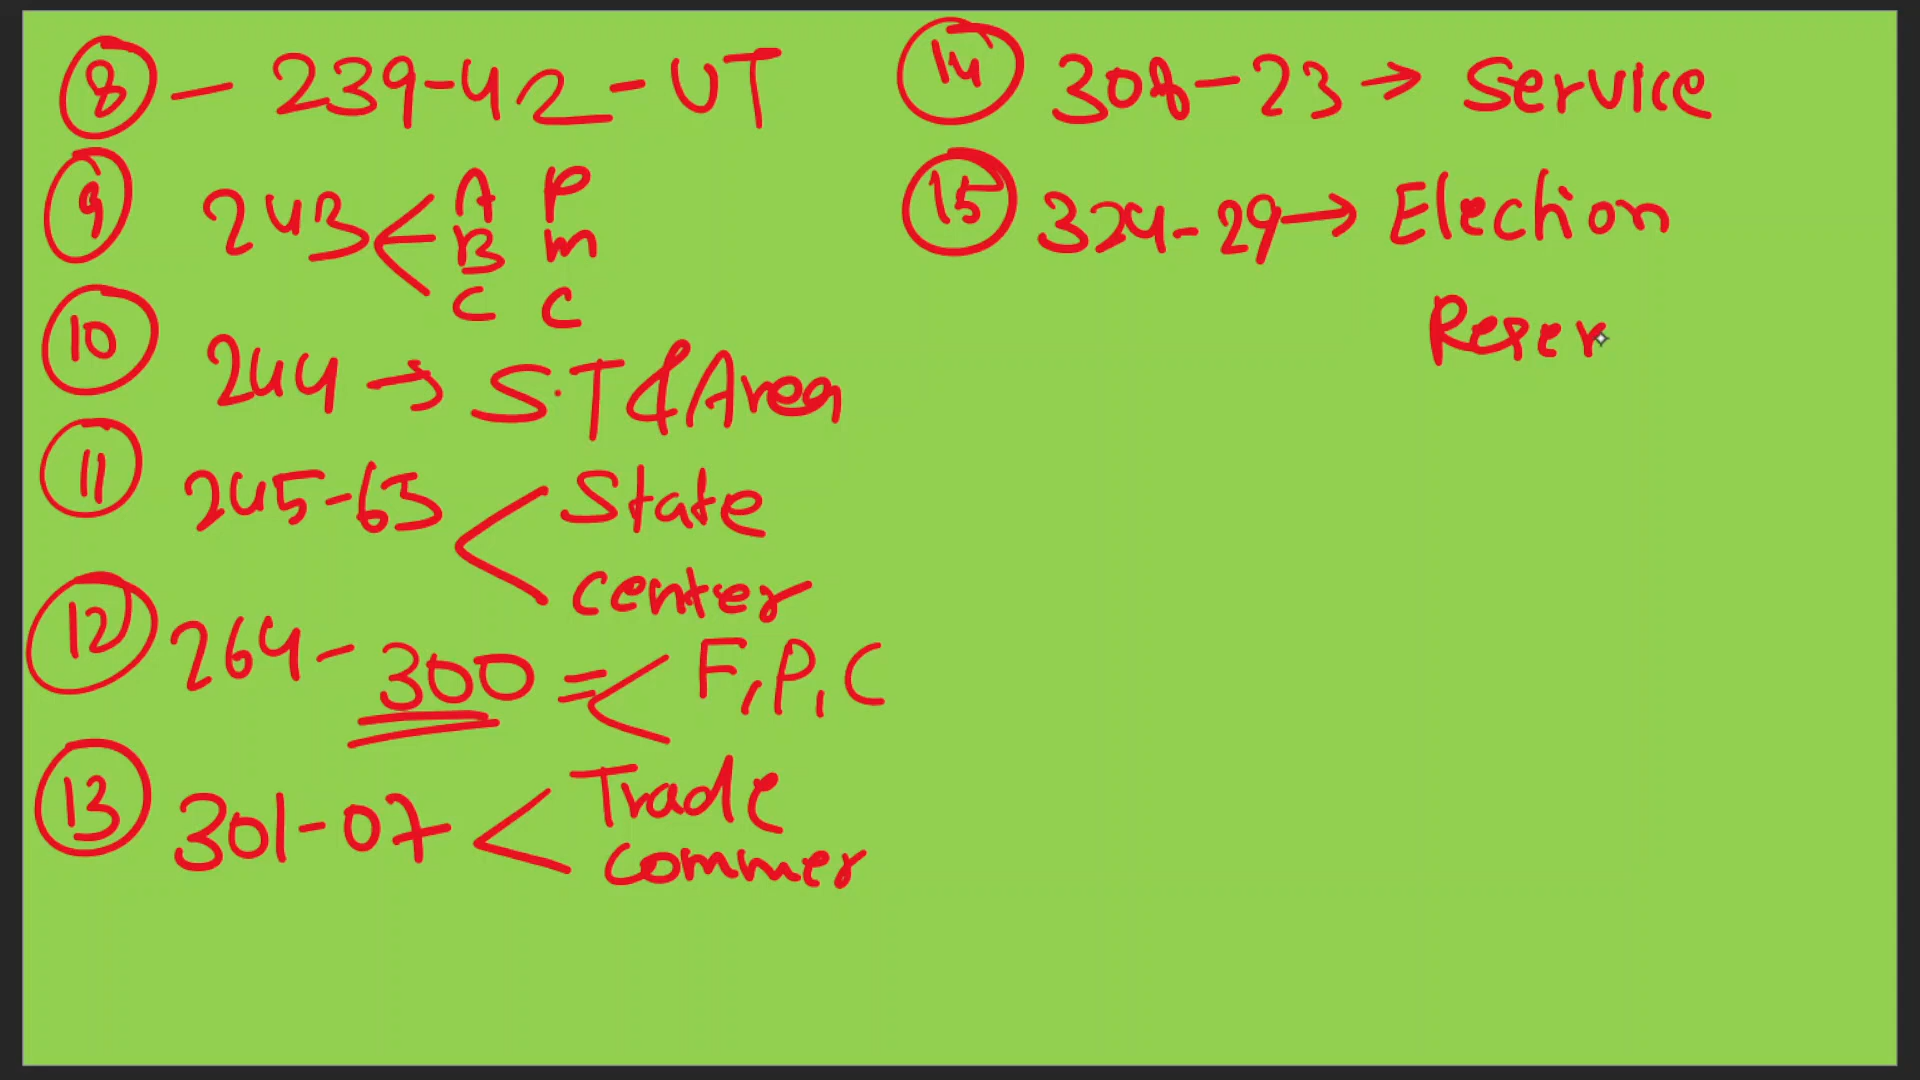 8 - 239-42 - UT
9 243 A P
B M
C C
10 244 → S.T & Area
11 245-63 State
center
12 264 - 300 = F, P, C
13 301-07 Trade
commer
14 308-23 → Service
15 324-29 → Election
Reser